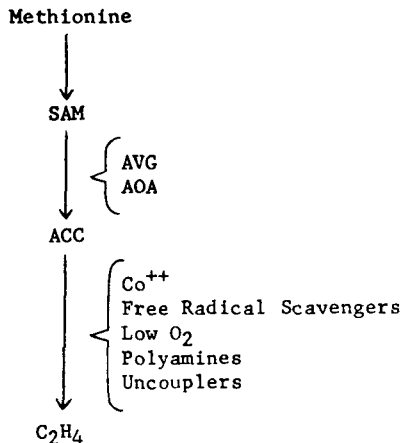 Methionine
SAM
AVG
AOA
ACC
Co++
Free Radical Scavengers
Low O2
Polyamines
Uncouplers
C2H4